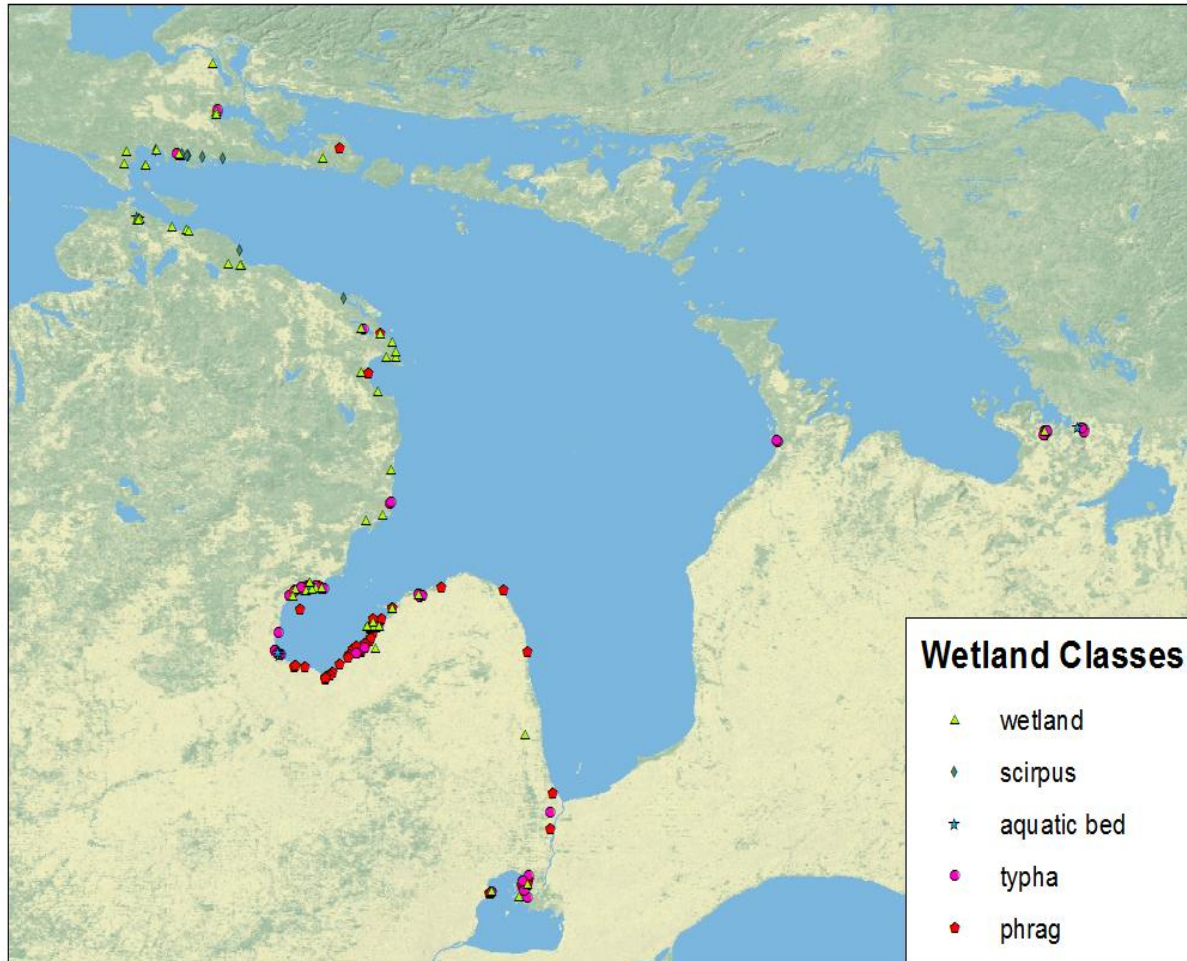 Wetland Classes
wetland
scirpus
aquatic bed
typha
phrag